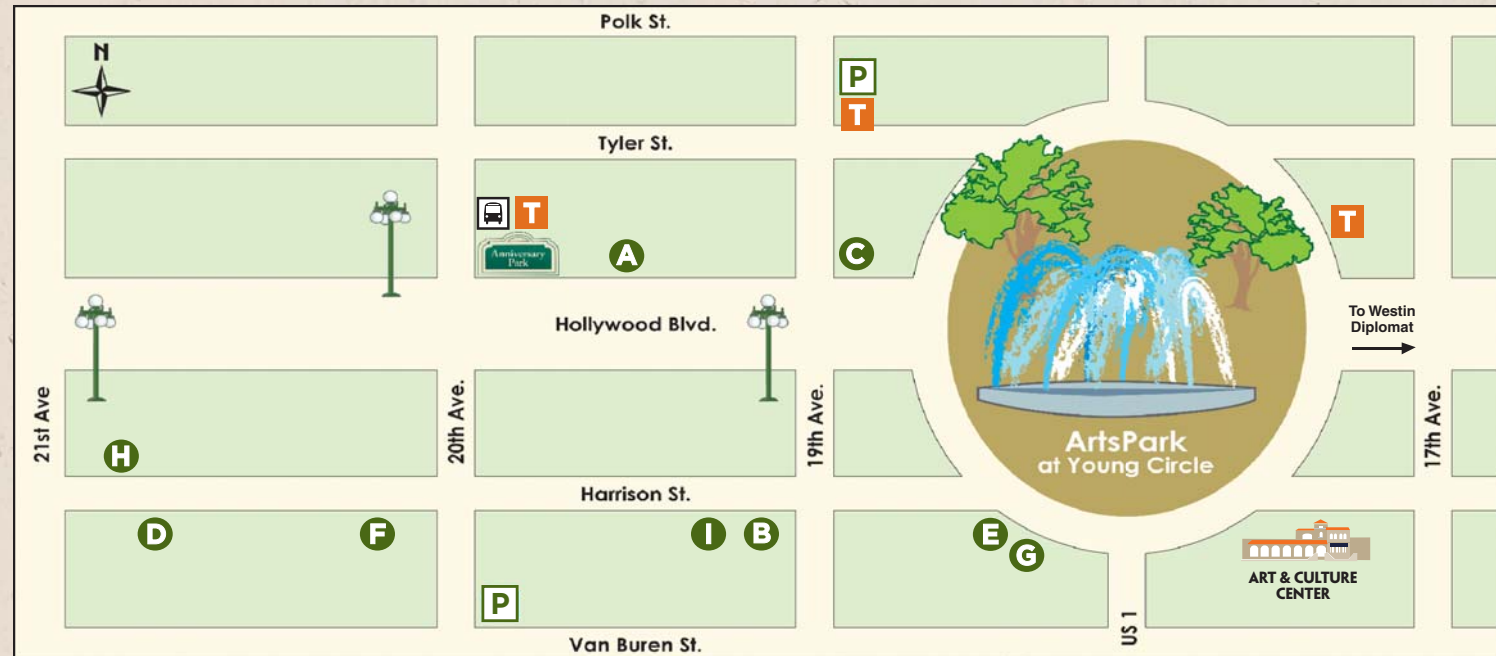 Polk St.
N
P
T
Tyler St.
T
T
Anniversary
Park
A
C
Hollywood Blvd.
To Westin
Diplomat
21st Ave
20th Ave.
19th Ave.
17th Ave.
ArtsPark
at Young Circle
H
Harrison St.
D
F
I
B
E
G
ART & CULTURE
CENTER
P
US 1
Van Buren St.